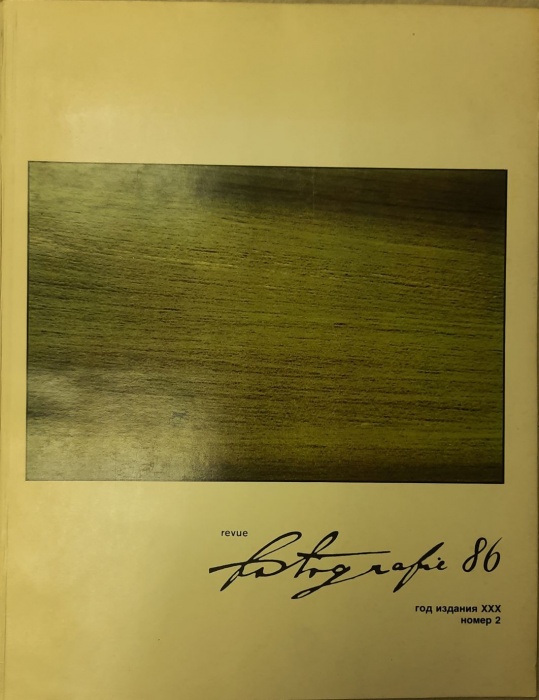 revue
fotografie 86
год издания XXX
номер 2